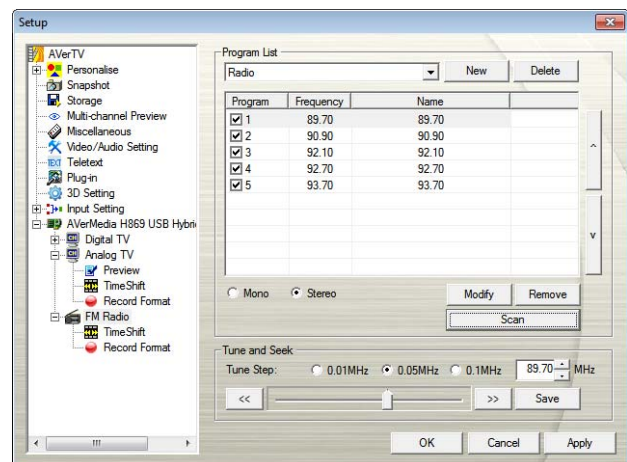 Setup
AVerTV
Personalise
Snapshot
Storage
Multi-channel Preview
Miscellaneous
Video/Audio Setting
TEXT Teletext
Plug-in
3D Setting
Input Setting
AVerMedia H869 USB Hybri
Digital TV
Analog TV
Preview
TimeShift
Record Format
FM Radio
TimeShift
Record Format
Program List
Radio New Delete
Program Frequency Name
1 89.70 89.70
2 90.90 90.90
3 92.10 92.10
4 92.70 92.70
5 93.70 93.70
^
v
Mono Stereo Modify Remove
Scan
Tune and Seek
Tune Step: 0.01MHz 0.05MHz 0.1MHz 89.70 MHz
<< >> Save
OK Cancel Apply